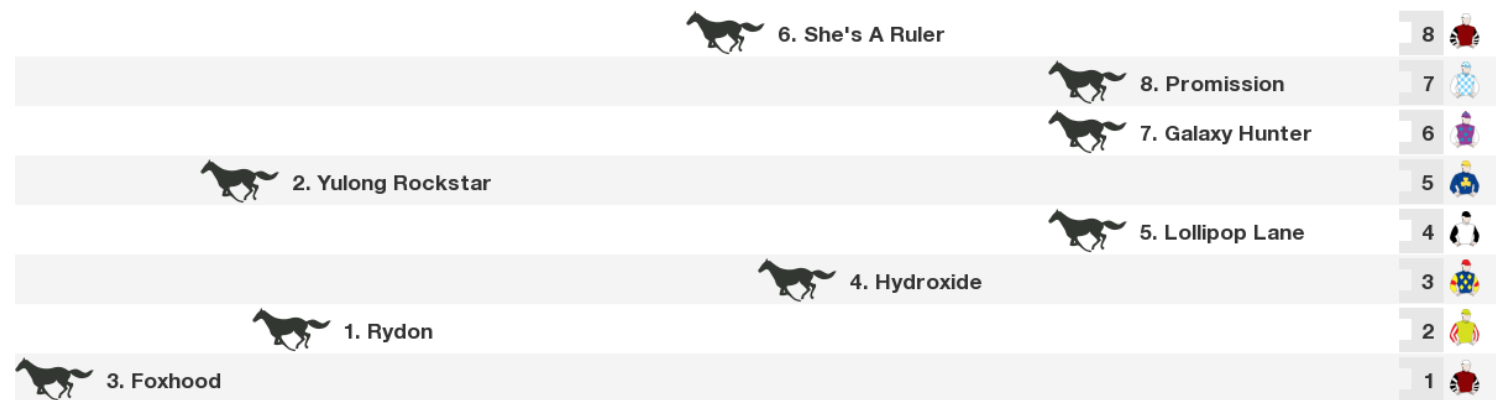 6. She's A Ruler 8
8. Promission 7
7. Galaxy Hunter 6
2. Yulong Rockstar 5
5. Lollipop Lane 4
4. Hydroxide 3
1. Rydon 2
3. Foxhood 1